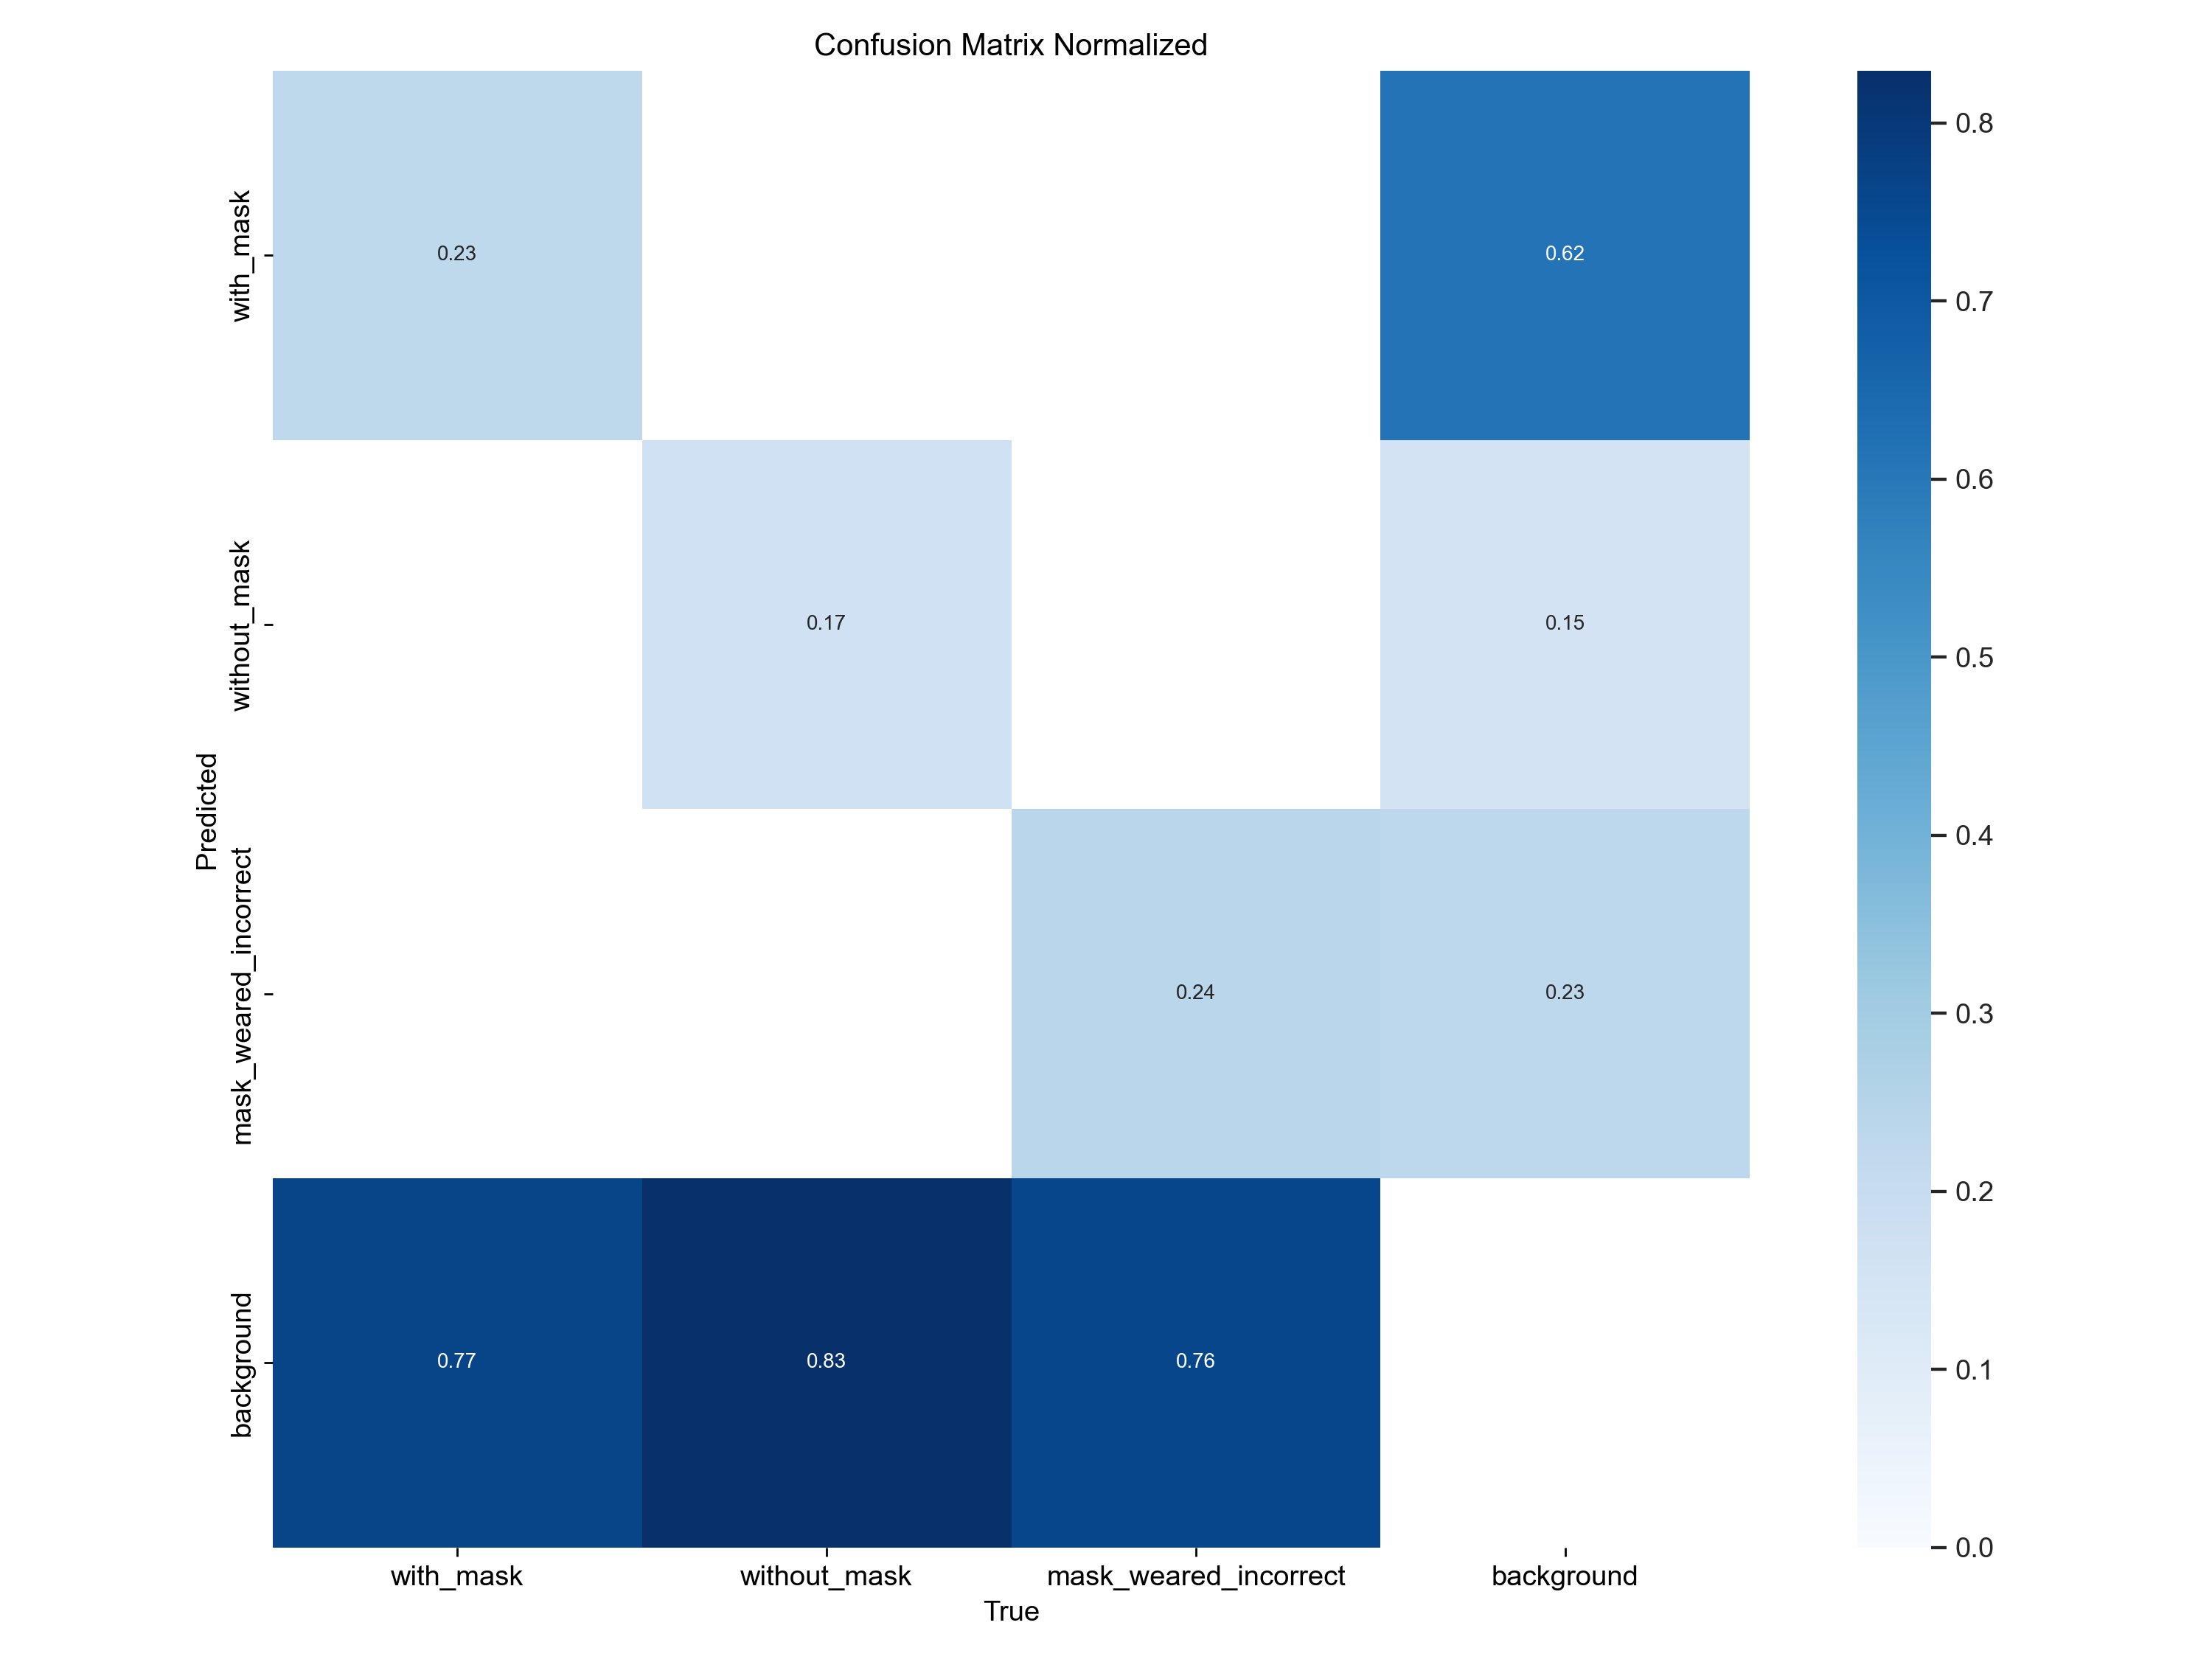 Confusion Matrix Normalized
with_mask
0.23
0.62
without_mask
0.17
0.15
mask_weared_incorrect
0.24
0.23
background
0.77
0.83
0.76
Predicted
with_mask
without_mask
mask_weared_incorrect
background
True
0.8
0.7
0.6
0.5
0.4
0.3
0.2
0.1
0.0